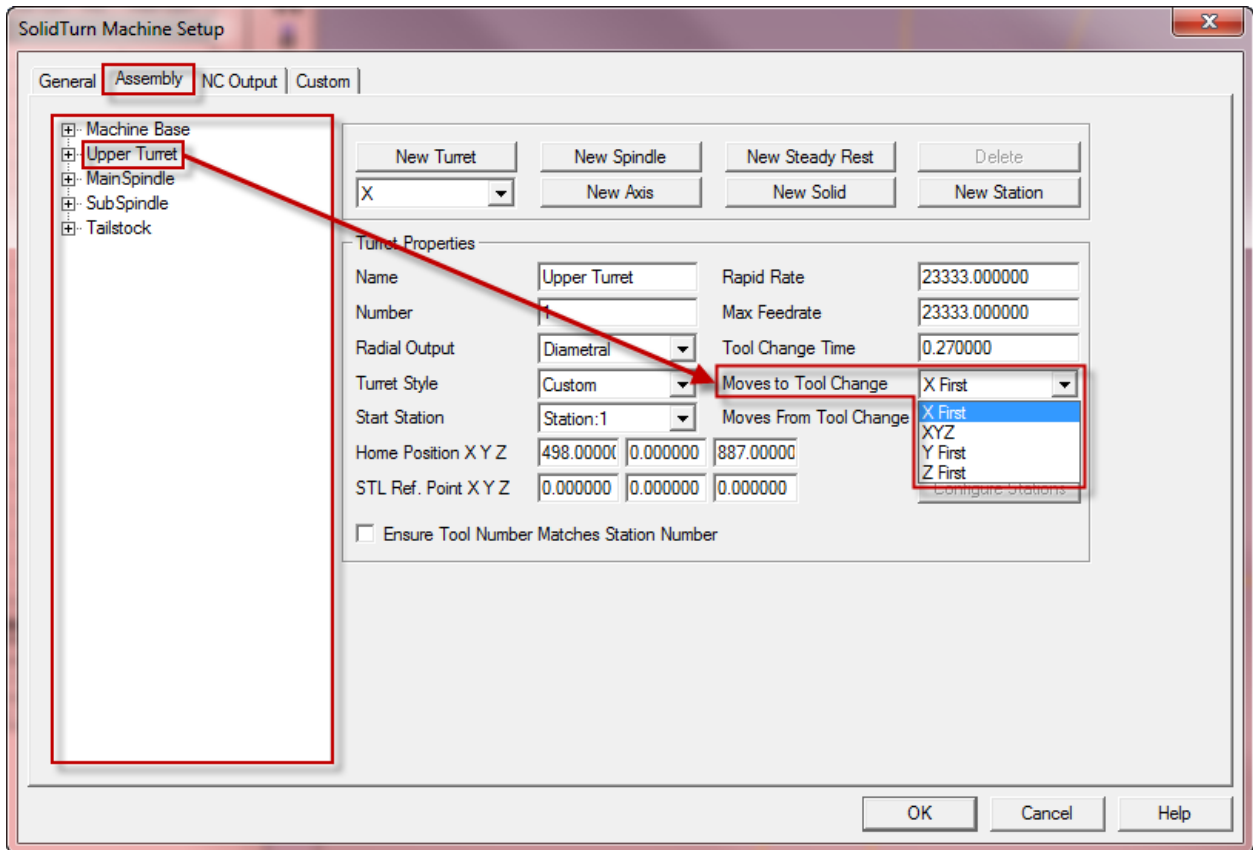 SolidTurn Machine Setup
x
General Assembly NC Output Custom
Machine Base
Upper Turret
MainSpindle
SubSpindle
Tailstock
New Turret New Spindle New Steady Rest Delete
X New Axis New Solid New Station
Turret Properties
Name Upper Turret Rapid Rate 23333.000000
Number 1 Max Feedrate 23333.000000
Radial Output Diametral Tool Change Time 0.270000
Turret Style Custom Moves to Tool Change X First
Start Station Station:1 Moves From Tool Change X First
XYZ
Y First
Z First
Home Position X Y Z 498.00000 0.000000 887.00000
STL Ref. Point X Y Z 0.000000 0.000000 0.000000 Configure Stations
Ensure Tool Number Matches Station Number
OK Cancel Help